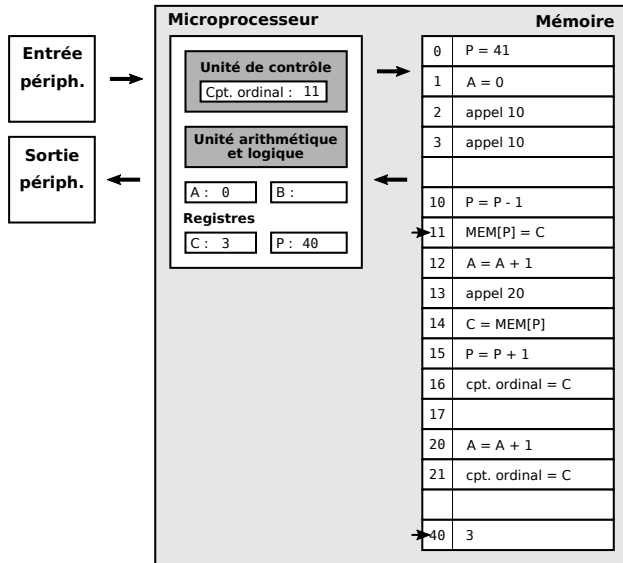 Microprocesseur
Mémoire
Entrée
périph.
Sortie
périph.
Unité de contrôle
Cpt. ordinal : 11
Unité arithmétique
et logique
A : 0
B :
Registres
C : 3
P : 40
0 P = 41
1 A = 0
2 appel 10
3 appel 10
10 P = P - 1
11 MEM[P] = C
12 A = A + 1
13 appel 20
14 C = MEM[P]
15 P = P + 1
16 cpt. ordinal = C
17
20 A = A + 1
21 cpt. ordinal = C
40 3